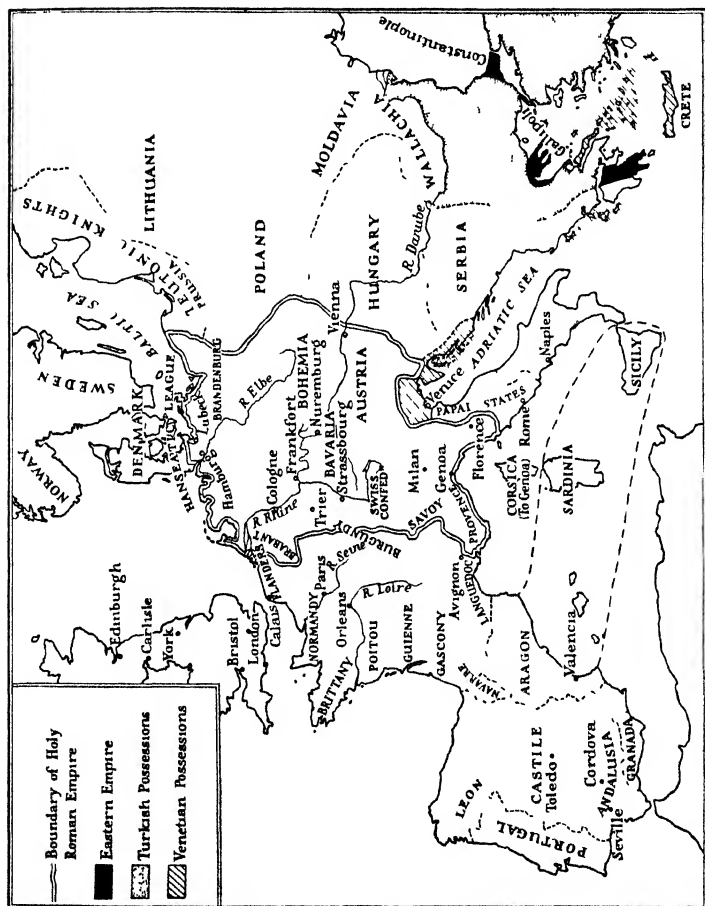 Boundary of Holy
Roman Empire
Eastern Empire
Turkish Possessions
Venetian Possessions
NORWAY
SWEDEN
DENMARK
BALTIC SEA
TEUTONIC KNIGHTS
PRUSSIA
LITHUANIA
HANSEATIC LEAGUE
Lubeck
Hamburg
BRANDENBURG
POLAND
MOLDAVIA
WALLACHIA
Edinburgh
Carlisle
York
Bristol
London
Calais
FLANDERS
BRABANT
R. Rhine
Cologne
R. Elbe
Frankfort
BOHEMIA
Nuremburg
Trier
BAVARIA
Strassbourg
Vienna
AUSTRIA
HUNGARY
R. Danube
SERBIA
Constantinople
Gallipoli
CRETE
NORMANDY
Paris
R. Seine
BRITTANY
Orleans
R. Loire
BURGUNDY
POITOU
GUIENNE
GASCONY
SWISS
CONFED.
SAVOY
Milan
Genoa
Venice
ADRIATIC SEA
PAPAI STATES
Florence
Rome
Naples
Avignon
PROVENCE
LANGUEDOC
CORSICA
(To Genoa)
SARDINIA
SICILY
NAVARRE
ARAGON
Valencia
LEON
CASTILE
Toledo
PORTUGAL
Cordova
ANDALUSIA
GRANADA
Seville